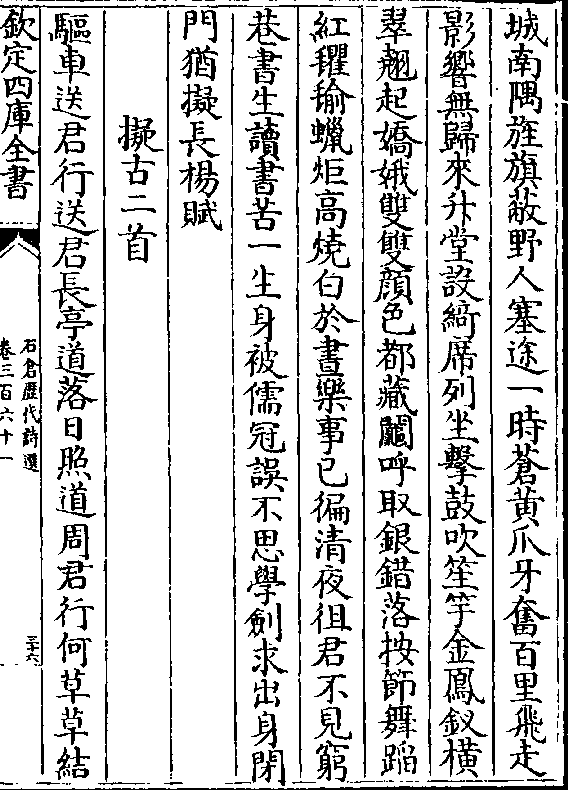 城南隅旌旗蔽野人塞途一時蒼黄爪牙奮百里飛走
影響無歸來升堂設綺席列坐擊鼓吹笙竽金鳳釵横
翠翹起嬌娥雙雙顔色都藏鬮呼取銀錯落按節舞蹈
紅氍毹蠟炬高燒白於晝樂事已徧清夜徂君不見窮
巷書生讀書苦一生身被儒冠誤不思學劍求出身閉
門猶擬長楊賦
擬古二首
驅車送君行送君長亭道落日照道周君行何草草結
欽定四庫全書
石倉歷代詩選
卷三百六十一
三十六